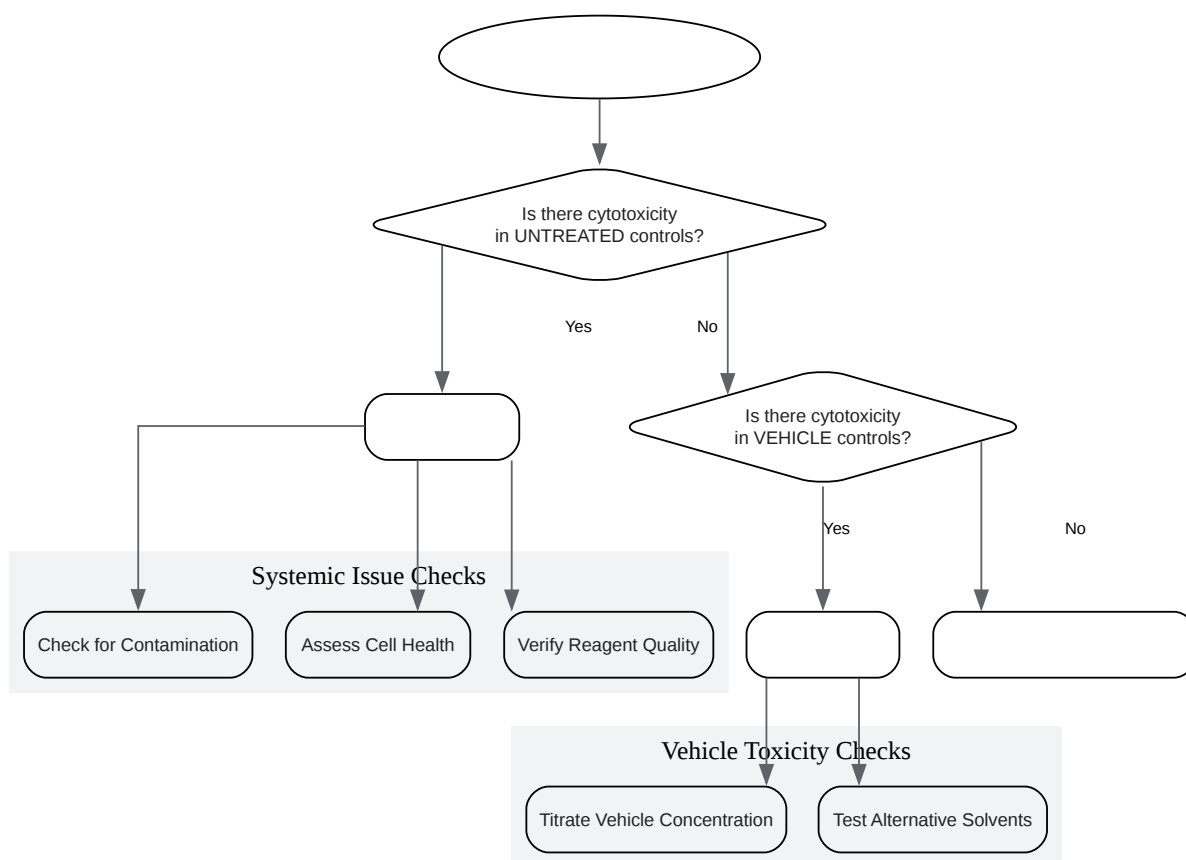 Is there cytotoxicity
in UNTREATED controls?
Yes
No
Is there cytotoxicity
in VEHICLE controls?
Yes
No
Systemic Issue Checks
Check for Contamination
Assess Cell Health
Verify Reagent Quality
Vehicle Toxicity Checks
Titrate Vehicle Concentration
Test Alternative Solvents